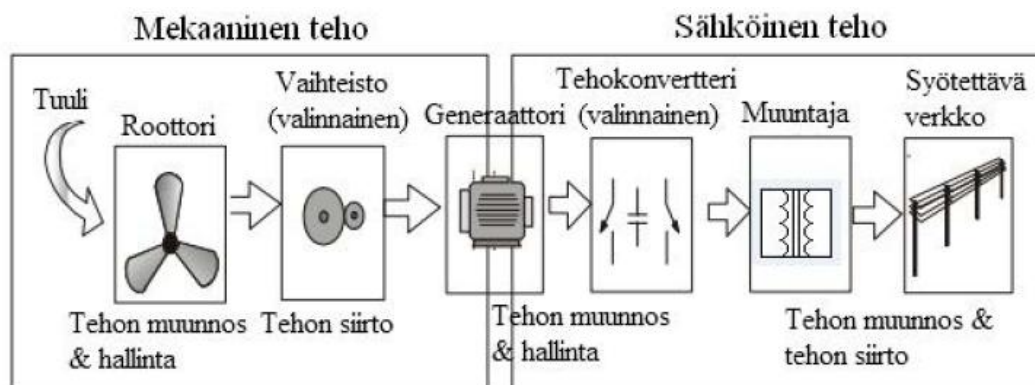 Mekaaninen teho
Sähköinen teho
Tuuli
Roottori
Vaihteisto
(valinnainen)
Generaattori
Tehokonvertteri
(valinnainen)
Muuntaja
Syötettävä
verkko
Tehon muunnos
& hallinta
Tehon siirto
Tehon muunnos
& hallinta
Tehon muunnos &
tehon siirto